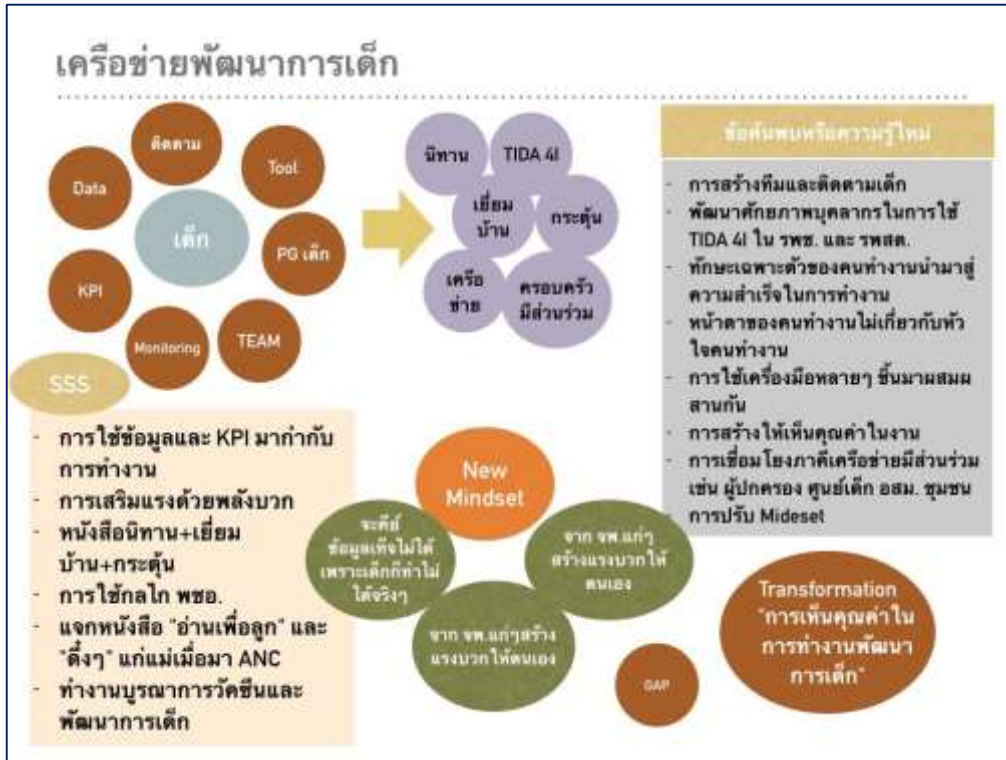 เครือข่ายพัฒนาการเด็ก
ติดตาม
Data
Tool
เด็ก
KPI
PG เด็ก
Monitoring
TEAM
นิทาน
TIDA 4I
เยี่ยม
บ้าน
กระตุ้น
เครือ
ข่าย
ครอบครัว
มีส่วนร่วม
ข้อค้นพบหรือความรู้ใหม่
- การสร้างทีมและติดตามเด็ก
- พัฒนาศักยภาพบุคลากรในการใช้
TIDA 4I ใน รพช. และ รพสต.
- ทักษะเฉพาะตัวของคนทำงานนำมาสู่
ความสำเร็จในการทำงาน
- หน้าตาของคนทำงานไม่เกี่ยวกับหัว
ใจคนทำงาน
- การใช้เครื่องมือหลายๆ ชิ้นมาผสมผ
สานกัน
- การสร้างให้เห็นคุณค่าในงาน
- การเชื่อมโยงภาคีเครือข่ายมีส่วนร่วม
เช่น ผู้ปกครอง ศูนย์เด็ก อสม. ชุมชน
- การปรับ Mideset
SSS
- การใช้ข้อมูลและ KPI มากำกับ
การทำงาน
- การเสริมแรงด้วยพลังบวก
- หนังสือนิทาน+เยี่ยม
บ้าน+กระตุ้น
- การใช้กลไก พชอ.
- แจกหนังสือ "อ่านเพื่อลูก" และ
"ดึ๋งๆ" แก่แม่เมื่อมา ANC
- ทำงานบูรณาการวัคซีนและ
พัฒนาการเด็ก
New
Mindset
จะคีย์
ข้อมูลเท็จไม่ได้
เพราะเด็กก็ทำไม่
ได้จริงๆ
จาก จพ.แก่ๆ
สร้างแรงบวกให้
ตนเอง
จาก จพ.แก่ๆสร้าง
แรงบวกให้ตนเอง
GAP
Transformation
"การเห็นคุณค่าใน
การทำงานพัฒนา
การเด็ก"